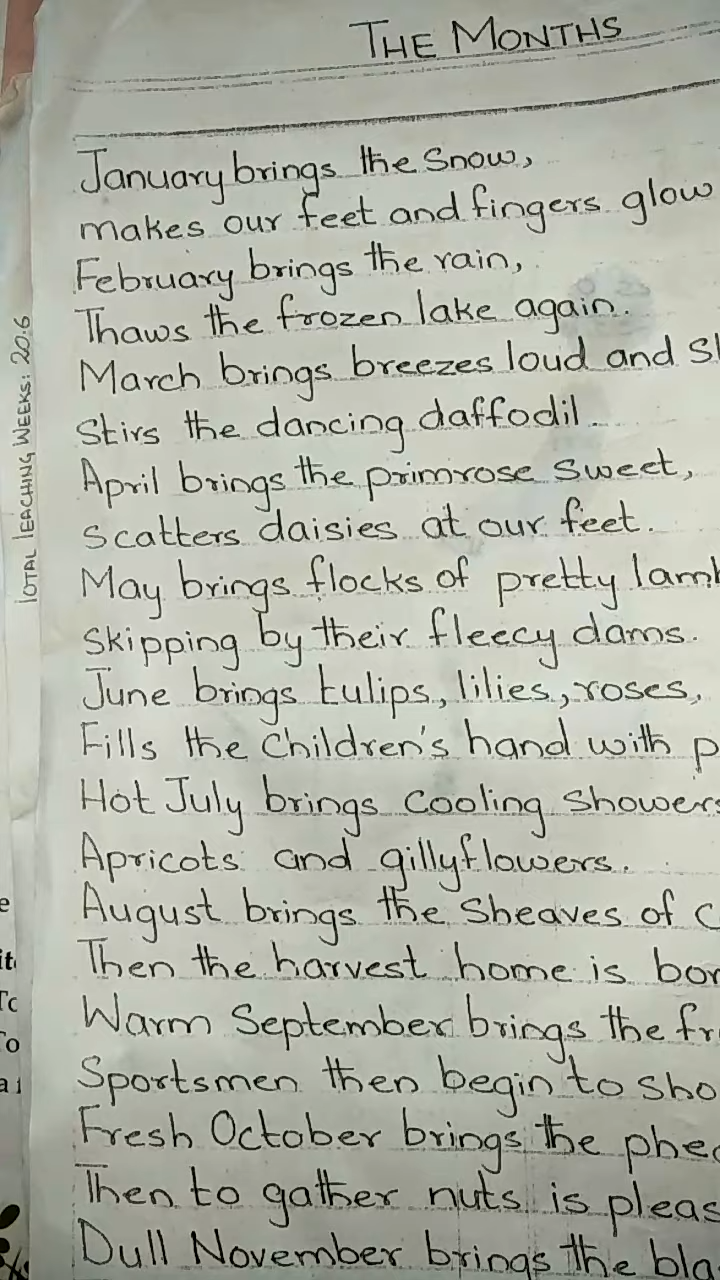 THE MONTHS
January brings the Snow,
makes our feet and fingers glow
February brings the rain,
Thaws the frozen lake again.
March brings breezes loud and
Stirs the dancing daffodil.
April brings the primrose sweet,
Scatters daisies at our feet.
May brings flocks of pretty
Skipping by their fleecy dams.
June brings tulips, lilies, roses,
Fills the children's hand with
Hot July brings cooling showers
Apricots and gillyflowers.
August brings the sheaves of
Then the harvest home is
Warm September brings the
Sportsmen then begin to
Fresh October brings the
Then to gather nuts is
Dull November brings the
TOTAL TEACHING WEEKS: 20.6